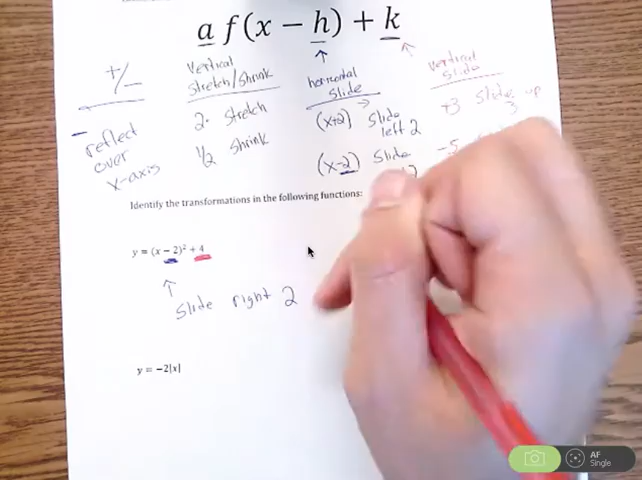 a f(x − h) + k
+/−
Vertical
Stretch/Shrink
horizontal
Slide
Vertical
Slide
− reflect
over
x-axis
2· Stretch
1/2 Shrink
(x+2) Slide
left 2
(x-2) Slide
+3 Slide up
3
-5
Identify the transformations in the following functions:
y = (x − 2)² + 4
Slide right 2
y = −2|x|
AF
Single